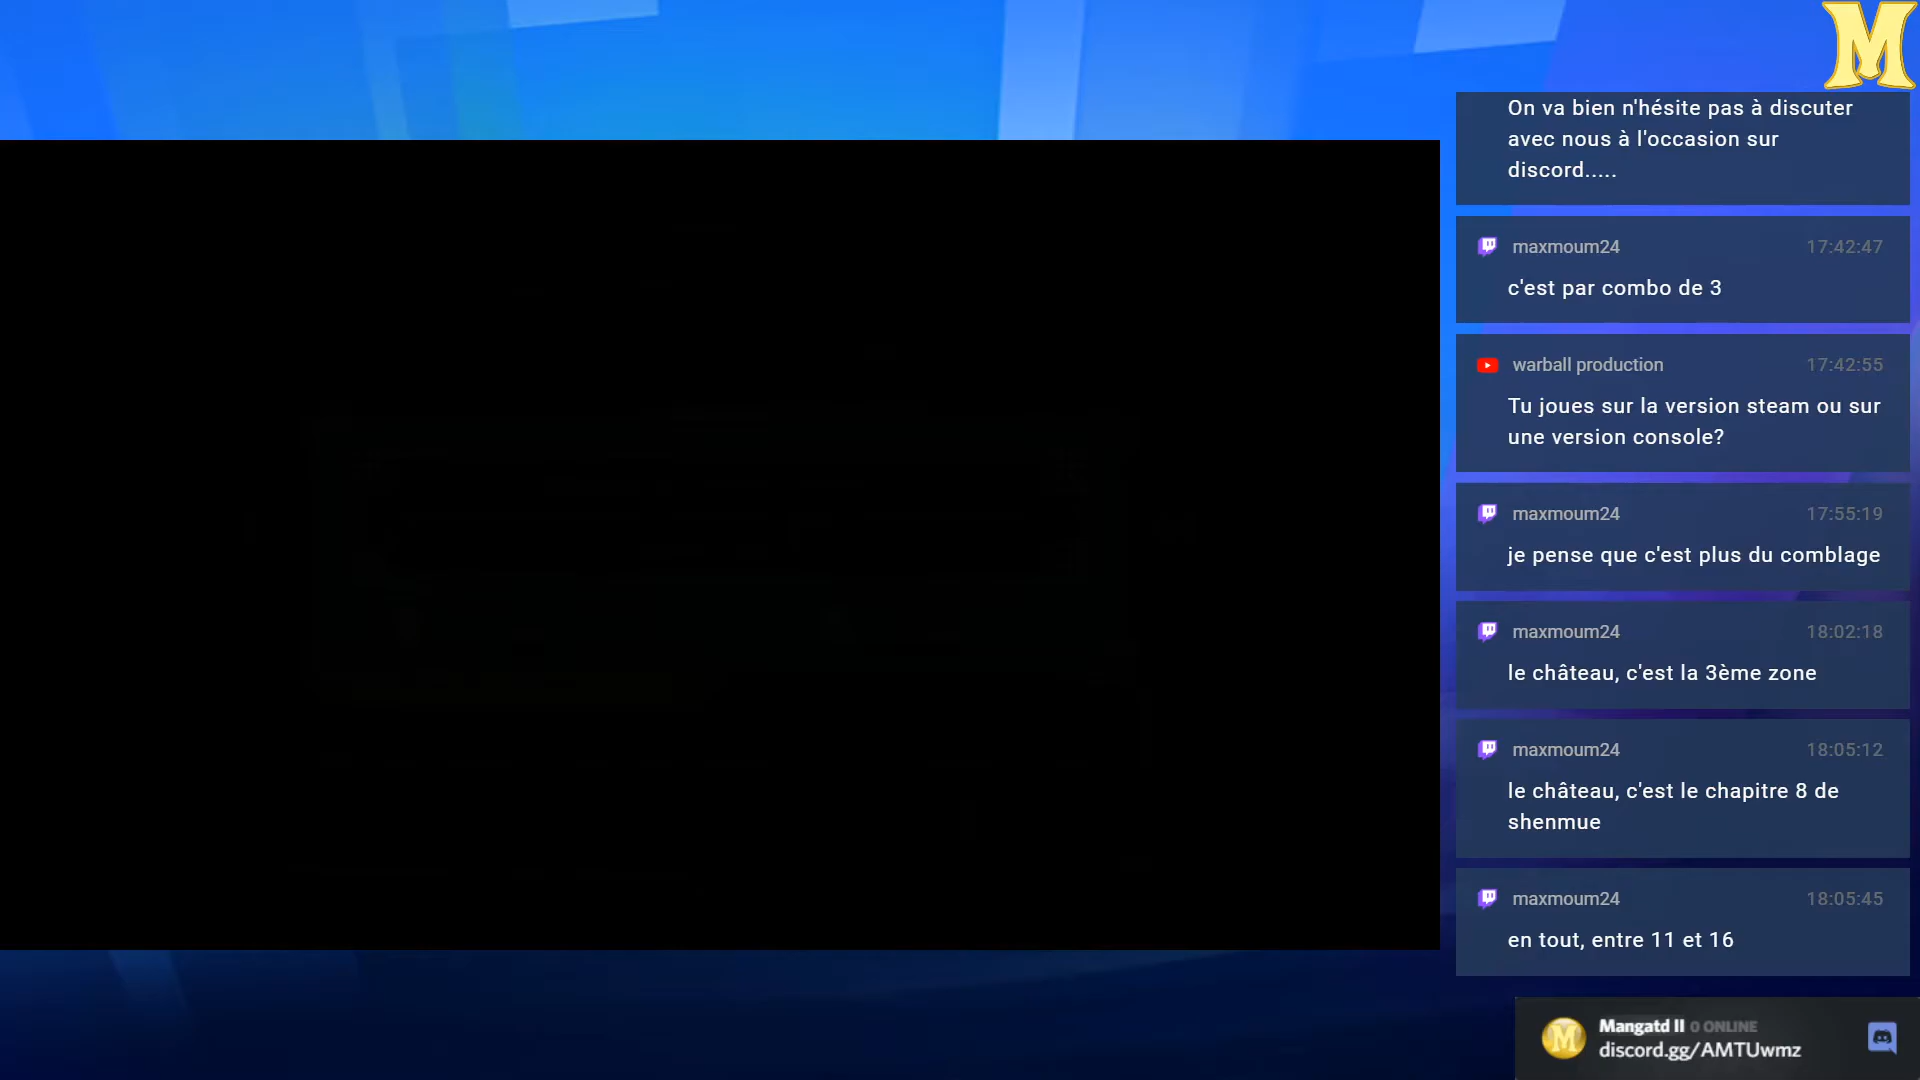 M
On va bien n'hésite pas à discuter
avec nous à l'occasion sur
discord.....
maxmoum24 17:42:47
c'est par combo de 3
warball production 17:42:55
Tu joues sur la version steam ou sur
une version console?
maxmoum24 17:55:19
je pense que c'est plus du comblage
maxmoum24 18:02:18
le château, c'est la 3ème zone
maxmoum24 18:05:12
le château, c'est le chapitre 8 de
shenmue
maxmoum24 18:05:45
en tout, entre 11 et 16
M
Mangatd II 0 ONLINE
discord.gg/AMTUwmz